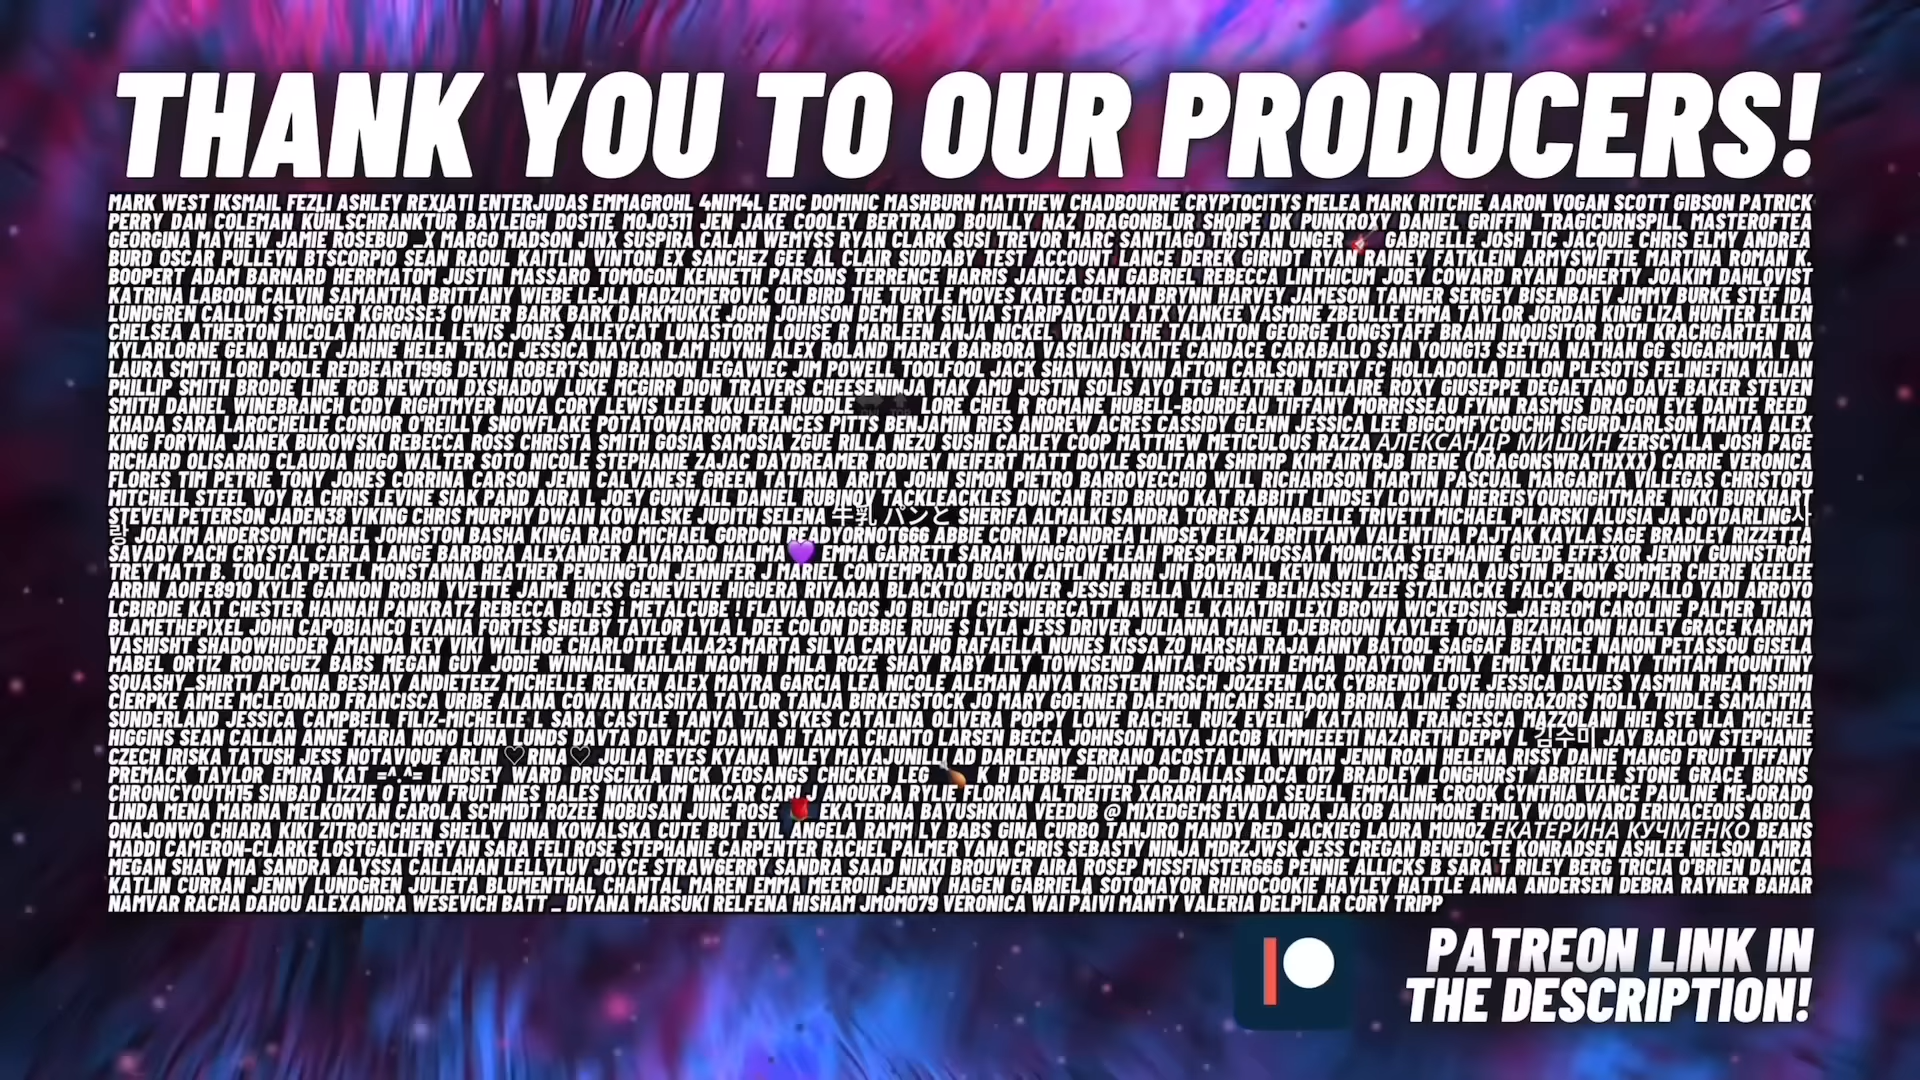 THANK YOU TO OUR PRODUCERS!
MARK WEST IKSMAIL FEZLI ASHLEY REXIATI ENTERJUDAS EMMAGROHL 4NIM4L ERIC DOMINIC MASHBURN MATTHEW CHADBOURNE CRYPTOCITYS MELEA MARK RITCHIE AARON VOGAN SCOTT GIBSON PATRICK
PERRY DAN COLEMAN KÜHLSCHRANKTÜR BAYLEIGH DOSTIE MOJO311 JEN JAKE COOLEY BERTRAND BOUILLY NAZ DRAGONBLUR SHQIPE DK PUNKROXY DANIEL GRIFFIN TRAGICURNSPILL MASTEROFTEA
GEORGINA MAYHEW JAMIE ROSEBUD _X MARGO MADSON JINX SUSPIRA CALAN WEMYSS RYAN CLARK SUSI TREVOR MARC SANTIAGO TRISTAN UNGER GABRIELLE JOSH TIC JACQUIE CHRIS ELMY ANDREA
BURD OSCAR PULLEYN BTSCORPIO SEAN RAOUL KAITLIN VINTON EX SANCHEZ GEE AL CLAIR SUDDABY TEST ACCOUNT LANCE DEREK GIRNDT RYAN RAINEY FATKLEIN ARMYSWIFTIE MARTINA ROMAN K.
BOOPERT ADAM BARNARD HERRMATOM JUSTIN MASSARO TOMOGON KENNETH PARSONS TERRENCE HARRIS JANICA SAN GABRIEL REBECCA LINTHICUM JOEY COWARD RYAN DOHERTY JOAKIM DAHLQVIST
KATRINA LABOON CALVIN SAMANTHA BRITTANY WIEBE LEJLA HADZIOMEROVIC OLI BIRD THE TURTLE MOVES KATE COLEMAN BRYNN HARVEY JAMESON TANNER SERGEY BISENBAEV JIMMY BURKE STEF IDA
LUNDGREN CALLUM STRINGER KGROSSE3 OWNER BARK BARK DARKMUKKE JOHN JOHNSON DEMI ERV SILVIA STARIPAVLOVA ATX YANKEE YASMINE ZBEULLE EMMA TAYLOR JORDAN KING LIZA HUNTER ELLEN
CHELSEA ATHERTON NICOLA MANGNALL LEWIS JONES ALLEYCAT LUNASTORM LOUISE R MARLEEN ANJA NICKEL VRAITH THE TALANTON GEORGE LONGSTAFF BRAHH INQUISITOR ROTH KRACHGARTEN RIA
KYLARLORNE GENA HALEY JANINE HELEN TRACI JESSICA NAYLOR LAM HUYNH ALEX ROLAND MAREK BARBORA VASILIAUSKAITE CANDACE CARABALLO SAN YOUNG13 SEETHA NATHAN GG SUGARMUMA L W
LAURA SMITH LORI POOLE REDBEART1996 DEVIN ROBERTSON BRANDON LEGAWIEC JIM POWELL TOOLFOOL JACK SHAWNA LYNN AFTON CARLSON MERY FC HOLLADOLLA DILLON PLESOTIS FELINEFINA KILIAN
PHILLIP SMITH BRODIE LINE ROB NEWTON DXSHADOW LUKE MCGIRR DION TRAVERS CHEESENINJA MAK AMU JUSTIN SOLIS AYO FTG HEATHER DALLAIRE ROXY GIUSEPPE DEGAETANO DAVE BAKER STEVEN
SMITH DANIEL WINEBRANCH CODY RIGHTMYER NOVA CORY LEWIS LELE UKULELE HUDDLE LORE CHEL R ROMANE HUBELL-BOURDEAU TIFFANY MORRISSEAU FYNN RASMUS DRAGON EYE DANTE REED
KHADA SARA LAROCHELLE CONNOR O'REILLY SNOWFLAKE POTATOWARRIOR FRANCES PITTS BENJAMIN RIES ANDREW ACRES CASSIDY GLENN JESSICA LEE BIGCOMFYCOUCHH SIGURDJARLSON MANTA ALEX
KING FORYNIA JANEK BUKOWSKI REBECCA ROSS CHRISTA SMITH GOSIA SAMOSIA ZGUE RILLA NEZU SUSHI CARLEY COOP MATTHEW METICULOUS RAZZA АЛЕКСАНДР МИШИН ZERSCYLLA JOSH PAGE
RICHARD OLISARNO CLAUDIA HUGO WALTER SOTO NICOLE STEPHANIE ZAJAC DAYDREAMER RODNEY NEIFERT MATT DOYLE SOLITARY SHRIMP KIMFAIRYBJB IRENE (DRAGONSWRATHXXX) CARRIE VERONICA
FLORES TIM PETRIE TONY JONES CORRINA CARSON JENN CALVANESE GREEN TATIANA ARITA JOHN SIMON PIETRO BARROVECCHIO WILL RICHARDSON MARTIN PASCUAL MARGARITA VILLEGAS CHRISTOFU
MITCHELL STEEL VOY RA CHRIS LEVINE SIAK PAND AURA L JOEY GUNWALL DANIEL RUBINOV TACKLEACKLES DUNCAN REID BRUNO KAT RABBITT LINDSEY LOWMAN HEREISYOURNIGHTMARE NIKKI BURKHART
STEVEN PETERSON JADEN38 VIKING CHRIS MURPHY DWAIN KOWALSKE JUDITH SELENA 牛乳 パンと SHERIFA ALMALKI SANDRA TORRES ANNABELLE TRIVETT MICHAEL PILARSKI ALUSIA JA JOYDARLING사
랑 JOAKIM ANDERSON MICHAEL JOHNSTON BASHA KINGA RARO MICHAEL GORDON READYORNOT666 ABBIE CORINA PANDREA LINDSEY ELHAZ BRITTANY VALENTINA PAJTAK KAYLA SAGE BRADLEY RIZZETTA
SAVADY PACH CRYSTAL CARLA LANGE BARBORA ALEXANDER ALVARADO HALIMA 💜 EMMA GARRETT SARAH WINGROVE LEAH PRESPER PIHOSSAY MONICKA STEPHANIE GUEDE EFF3XOR JENNY GUNNSTROM
TREY MATT B. TOOLICA PETE L MONSTANNA HEATHER PENNINGTON JENNIFER J MARIEL CONTEMPRATO BUCKY CAITLIN MANN JIM BOWHALL KEVIN WILLIAMS GENNA AUSTIN PENNY SUMMER CHERIE KEELEE
ARRIN AOIFE8910 KYLIE GANNON ROBIN YVETTE JAIME HICKS GENEVIEVE HIGUERA RIYAAAA BLACKTOWERPOWER JESSIE BELLA VALERIE BELHASSEN ZEE STALNACKE FALCK POMPPUPALLO YADI ARROYO
LCBIRDIE KAT CHESTER HANNAH PANKRATZ REBECCA BOLES ¡ METALCUBE ! FLAVIA DRAGOS JO BLIGHT CHESHIERECATT NAWAL EL KAHATIRI LEXI BROWN WICKEDSINS_JAEBEOM CAROLINE PALMER TIANA
BLAMETHEPIXEL JOHN CAPOBIANCO EVANIA FORTES SHELBY TAYLOR LYLA L DEE COLON DEBBIE RUHE S LYLA JESS DRIVER JULIANNA MANEL DJEBROUNI KAYLEE TONIA BIZAHALONI HAILEY GRACE KARNAM
VASHISHT SHADOWHIDDER AMANDA KEY VIKI WILLHOE CHARLOTTE LALA23 MARTA SILVA CARVALHO RAFAELLA NUNES KISSA ZO HARSHA RAJA ANNY BATOOL SAGGAF BEATRICE NANON PETASSOU GISELA
MABEL ORTIZ RODRIGUEZ BABS MEGAN GUY JODIE WINNALL NAILAH NAOMI H MILA ROZE SHAY RABY LILY TOWNSEND ANITA FORSYTH EMMA DRAYTON EMILY EMILY KELLI MAY TIMTAM MOUNTINY
SQUASHY_SHIRT1 APLONIA BESHAY ANDIETEEZ MICHELLE RENKEN ALEX MAYRA GARCIA LEA NICOLE ALEMAN ANYA KRISTEN HIRSCH JOZEFEN ACK CYBRENDY LOVE JESSICA DAVIES YASMIN RHEA MISHIMI
CIERPKE AIMEE MCLEONARD FRANCISCA URIBE ALANA COWAN KHASIIYA TAYLOR TANJA BIRKENSTOCK JO MARY GOENNER DAEMON MICAH SHELDON BRINA ALINE SINGINGRAZORS MOLLY TINDLE SAMANTHA
SUNDERLAND JESSICA CAMPBELL FILIZ-MICHELLE L SARA CASTLE TANYA TIA SYKES CATALINA OLIVERA POPPY LOWE RACHEL RUIZ EVELIN' KATARIINA FRANCESCA MAZZOLANI HIEI STE LLA MICHELE
HIGGINS SEAN CALLAH ANNE MARIA NONO LUNA LUNDS DAVTA DAV MJC DAWNA H TANYA CHANTO LARSEN BECCA JOHNSON MAYA JACOB KIMMIEEE11 NAZARETH DEPPY L 김수미 JAY BARLOW STEPHANIE
CZECH IRISKA TATUSH JESS NOTAVIQUE ARLIN ♡ RINA ♡ JULIA REYES KYANA WILEY MAYAJUNILLA AD DARLENNY SERRANO ACOSTA LINA WIMAN JENN ROAN HELENA RISSY DANIE MANGO FRUIT TIFFANY
PREMACK TAYLOR EMIRA KAT =^.^= LINDSEY WARD DRUSCILLA NICK YEOSANGS CHICKEN LEG 🍗 K H DEBBIE_DIDNT_DO_DALLAS LOCA_017 BRADLEY LONGHURST ABRIELLE STONE GRACE BURNS
CHRONICYOUTH15 SINBAD LIZZIE O EWW FRUIT INES HALES NIKKI KIM NIKCAR CARI J ANOUKPA RYLIE FLORIAN ALTREITER XARARI AMANDA SEUELL EMMALINE CROOK CYNTHIA VANCE PAULINE MEJORADO
LINDA MENA MARINA MELKONYAN CAROLA SCHMIDT ROZEE NOBUSAN JUNE ROSE 🌹 EKATERINA BAYUSHKINA VEEDUB @ MIXEDGEMS EVA LAURA JAKOB ANNIMONE EMILY WOODWARD ERINACEOUS ABIOLA
ONAJONWO CHIARA KIKI ZITROENCHEN SHELLY NINA KOWALSKA CUTE BUT EVIL ANGELA RAMM LY BABS GINA CURBO TANJIRO MANDY RED JACKIEG LAURA MUNOZ ЕКАТЕРИНА КУЧМЕНКО BEANS
MADDI CAMERON-CLARKE LOSTGALLIFREYAN SARA FELI ROSE STEPHANIE CARPENTER RACHEL PALMER YANA CHRIS SEBASTY NINJA MDRZJWSK JESS CREGAN BENEDICTE KONRADSEN ASHLEE NELSON AMIRA
MEGAN SHAW MIA SANDRA ALYSSA CALLAHAN LELLYLUV JOYCE STRAW6ERRY SANDRA SAAD NIKKI BROUWER AIRA ROSEP MISSFINSTER666 PENNIE ALLICKS B SARA T RILEY BERG TRICIA O'BRIEN DANICA
KATLIN CURRAN JENNY LUNDGREN JULIETA BLUMENTHAL CHANTAL MAREN EMMA MEEROIII JENNY HAGEN GABRIELA SOTOMAYOR RHINOCOOKIE HAYLEY HATTLE ANNA ANDERSEN DEBRA RAYNER BAHAR
NAMVAR RACHA DAHOU ALEXANDRA WESEVICH BATT _ DIYANA MARSUKI RELFENA HISHAM JMOMO79 VERONICA WAI PAIVI MANTY VALERIA DELPILAR CORY TRIPP
PATREON LINK IN
THE DESCRIPTION!